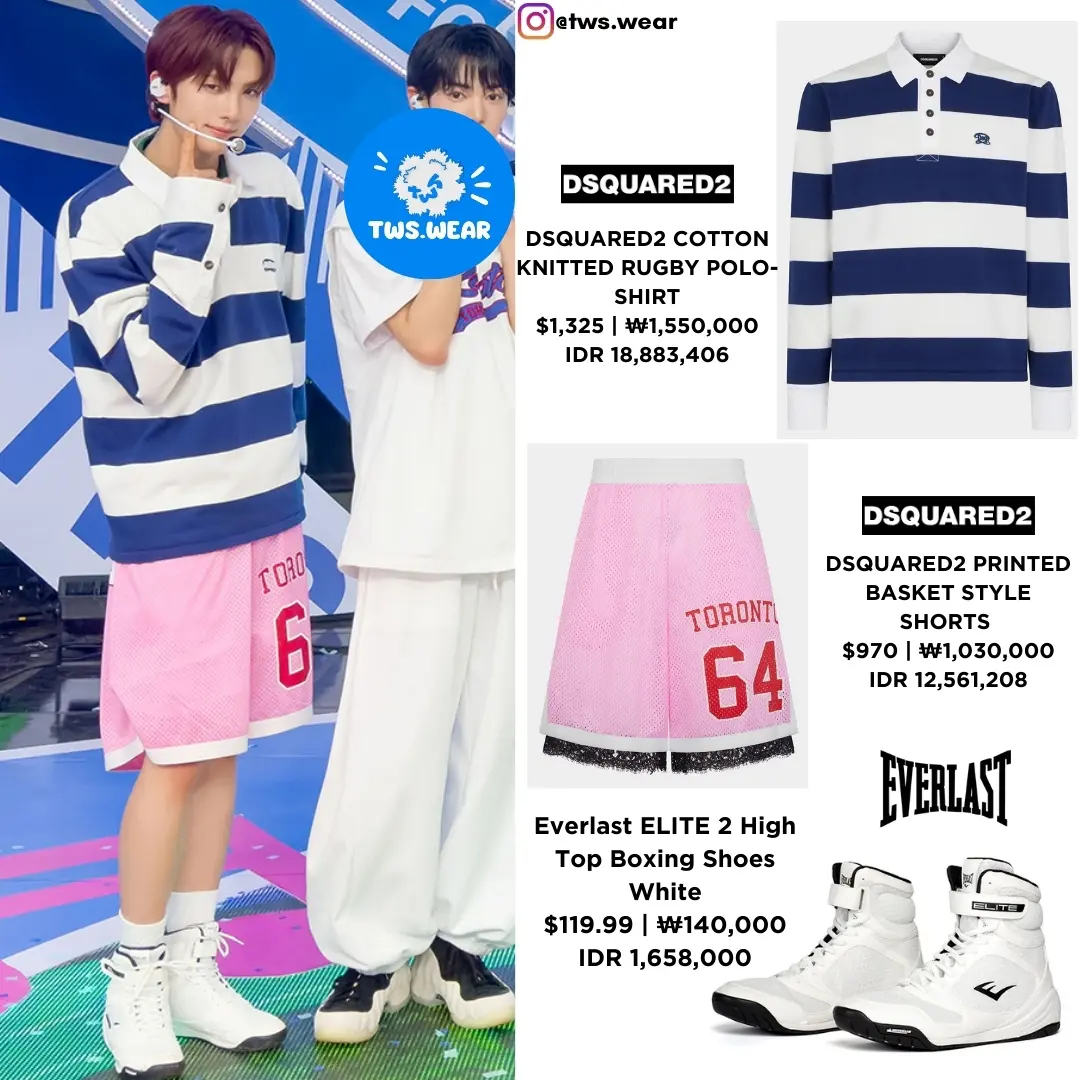 @tws.wear
tws
TWS.WEAR
DSQUARED2
DSQUARED2 COTTON
KNITTED RUGBY POLO-
SHIRT
$1,325 | ₩1,550,000
IDR 18,883,406
DSQUARED2
TORONTO
64
DSQUARED2 PRINTED
BASKET STYLE
SHORTS
$970 | ₩1,030,000
IDR 12,561,208
TORO
6
EVERLAST
Everlast ELITE 2 High
Top Boxing Shoes
White
$119.99 | ₩140,000
IDR 1,658,000
EVERLAST
ELITE